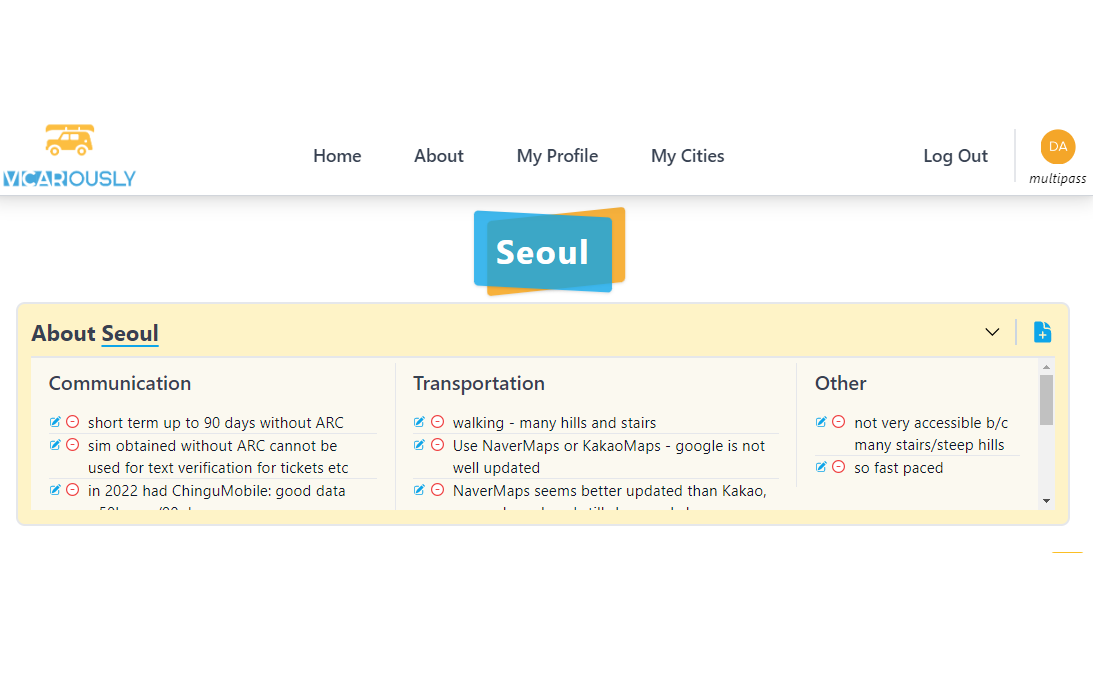 VICARIOUSLY
Home
About
My Profile
My Cities
Log Out
DA
multipass
Seoul
About Seoul
Communication
short term up to 90 days without ARC
sim obtained without ARC cannot be
used for text verification for tickets etc
in 2022 had ChinguMobile: good data
Transportation
walking - many hills and stairs
Use NaverMaps or KakaoMaps - google is not
well updated
NaverMaps seems better updated than Kakao,
Other
not very accessible b/c
many stairs/steep hills
so fast paced